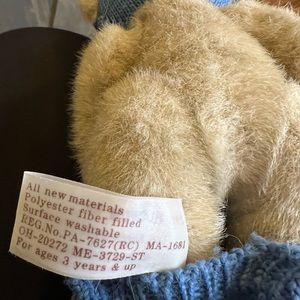 All new materials
Polyester fiber filled
Surface washable
REG.No.PA-7627(RC) MA-1681
OH-20272 ME-3729-ST
For ages 3 years & up